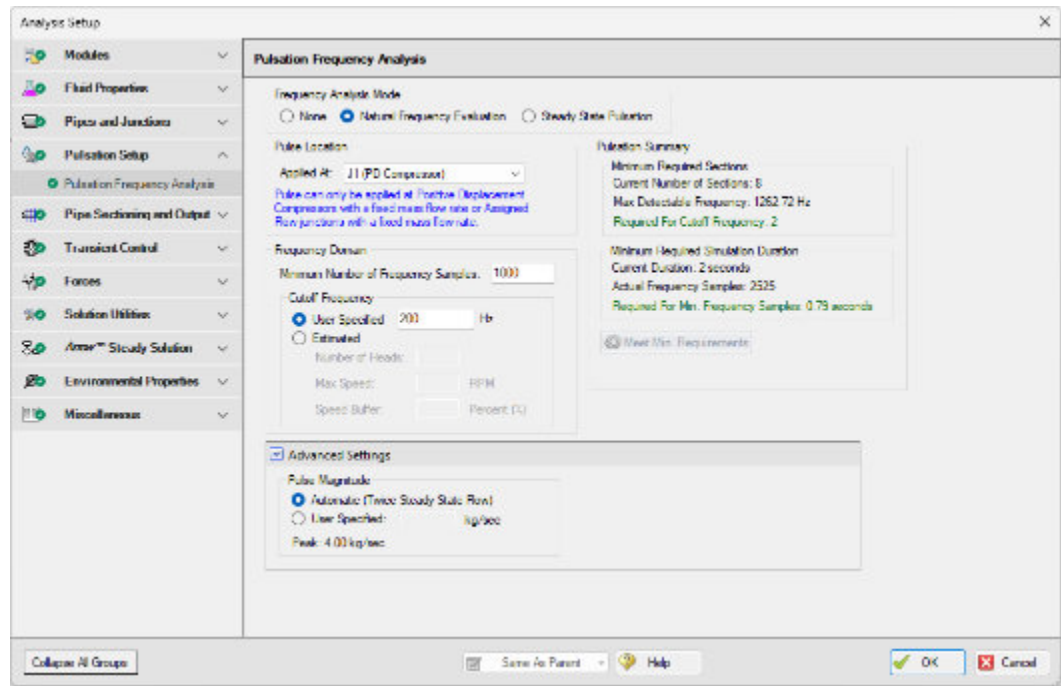 Analysis Setup
Modules
Fluid Properties
Pipes and Junctions
Pulsation Setup
Pulsation Frequency Analysis
Pipe Sectioning and Output
Transient Control
Forces
Solution Utilities
Arrow™ Steady Solution
Environmental Properties
Miscellaneous
Pulsation Frequency Analysis
Frequency Analysis Mode
None Natural Frequency Evaluation Steady State Pulsation
Pulse Location
Applied At: J1 (PD Compressor)
Pulse can only be applied at Positive Displacement
Compressors with a fixed mass flow rate or Assigned
Flow junctions with a fixed mass flow rate.
Frequency Domain
Minimum Number of Frequency Samples: 1000
Cutoff Frequency
User Specified 200 Hz
Estimated
Number of Heads:
Max Speed: RPM
Speed Buffer: Percent (%)
Pulsation Summary
Minimum Required Sections
Current Number of Sections: 8
Max Detectable Frequency: 1262.72 Hz
Required For Cutoff Frequency: 2
Minimum Required Simulation Duration
Current Duration: 2 seconds
Actual Frequency Samples: 2525
Required For Min. Frequency Samples: 0.79 seconds
Meet Min. Requirements
Advanced Settings
Pulse Magnitude
Automatic (Twice Steady State Flow)
User Specified: kg/sec
Peak: 4.00 kg/sec
Collapse All Groups
Same As Parent
Help
OK
Cancel